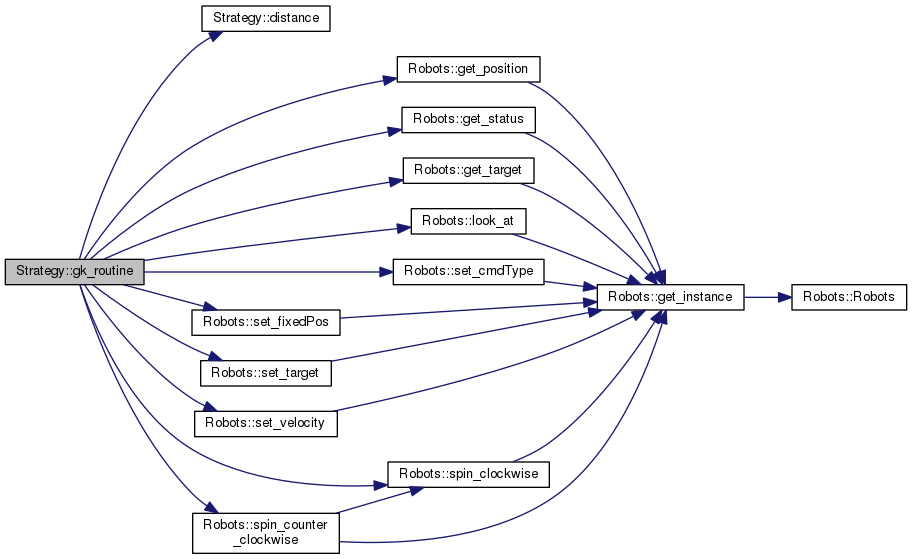 Strategy::distance
Robots::get_position
Robots::get_status
Robots::get_target
Robots::look_at
Strategy::gk_routine
Robots::set_cmdType
Robots::get_instance
Robots::Robots
Robots::set_fixedPos
Robots::set_target
Robots::set_velocity
Robots::spin_clockwise
Robots::spin_counter
_clockwise